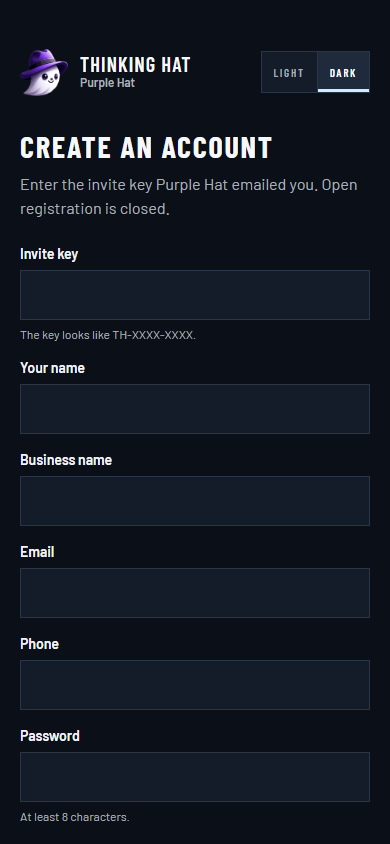 THINKING HAT
Purple Hat
LIGHT
DARK
CREATE AN ACCOUNT
Enter the invite key Purple Hat emailed you. Open
registration is closed.
Invite key
The key looks like TH-XXXX-XXXX.
Your name
Business name
Email
Phone
Password
At least 8 characters.